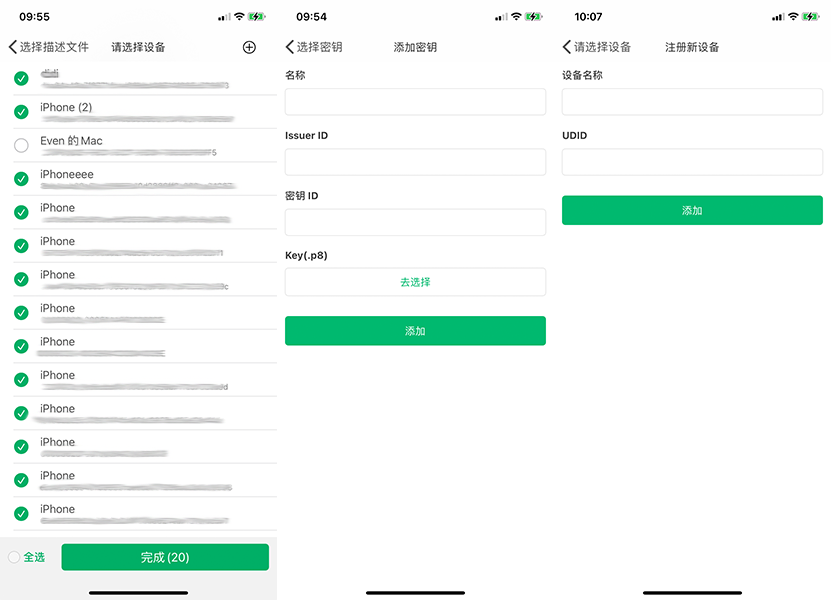 09:55
选择描述文件
请选择设备
iPhone (2)
Even 的 Mac
iPhoneeee
iPhone
iPhone
iPhone
iPhone
iPhone
iPhone
iPhone
iPhone
iPhone
iPhone
全选
完成(20)
09:54
选择密钥
添加密钥
名称
Issuer ID
密钥 ID
Key(.p8)
去选择
添加
10:07
请选择设备
注册新设备
设备名称
UDID
添加